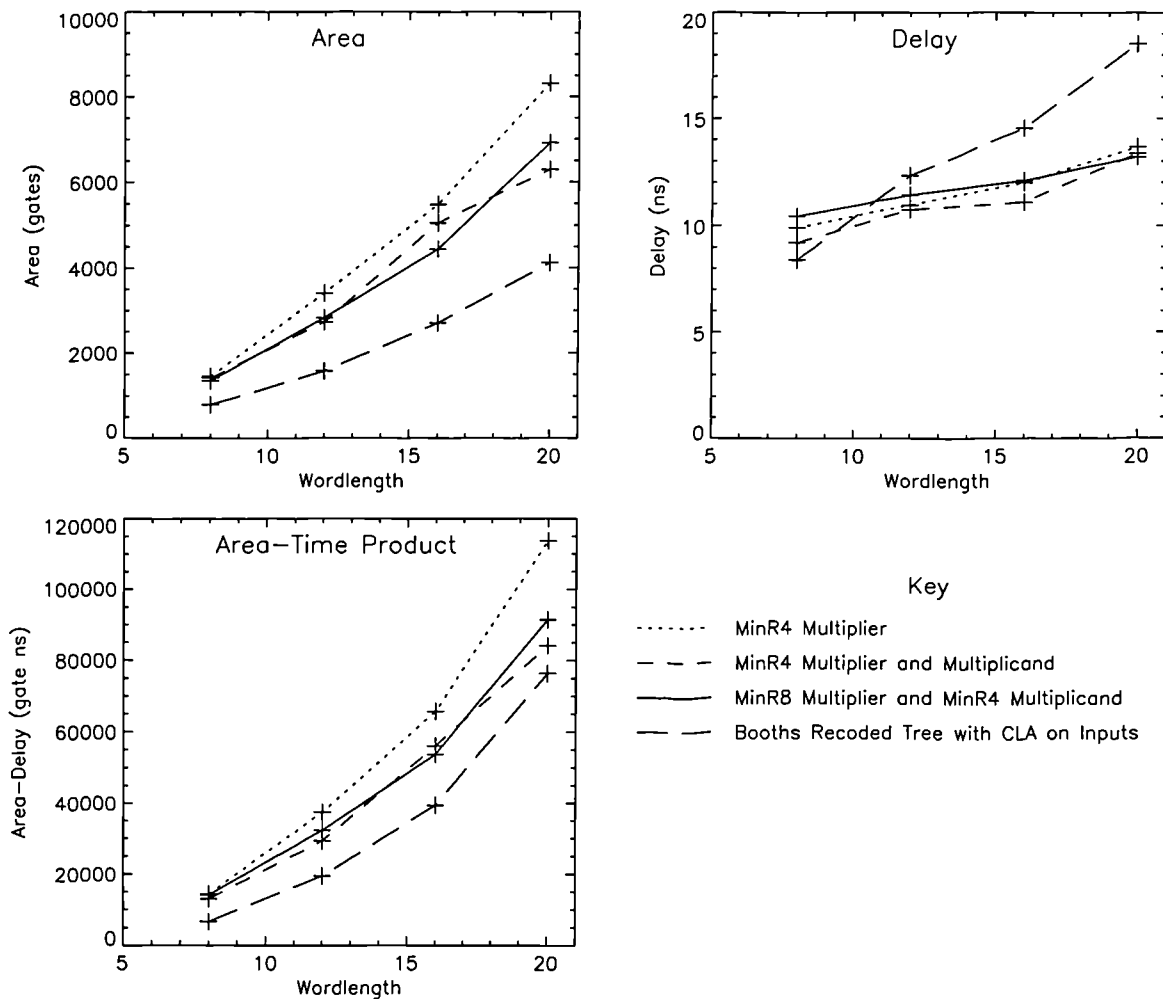 Area
10000
8000
6000
4000
2000
0
Area (gates)
5
10
15
20
Wordlength
Delay
20
15
10
5
0
Delay (ns)
5
10
15
20
Wordlength
Area-Time Product
120000
100000
80000
60000
40000
20000
0
Area-Delay (gate ns)
5
10
15
20
Wordlength
Key
MinR4 Multiplier
MinR4 Multiplier and Multiplicand
MinR8 Multiplier and MinR4 Multiplicand
Booths Recoded Tree with CLA on Inputs